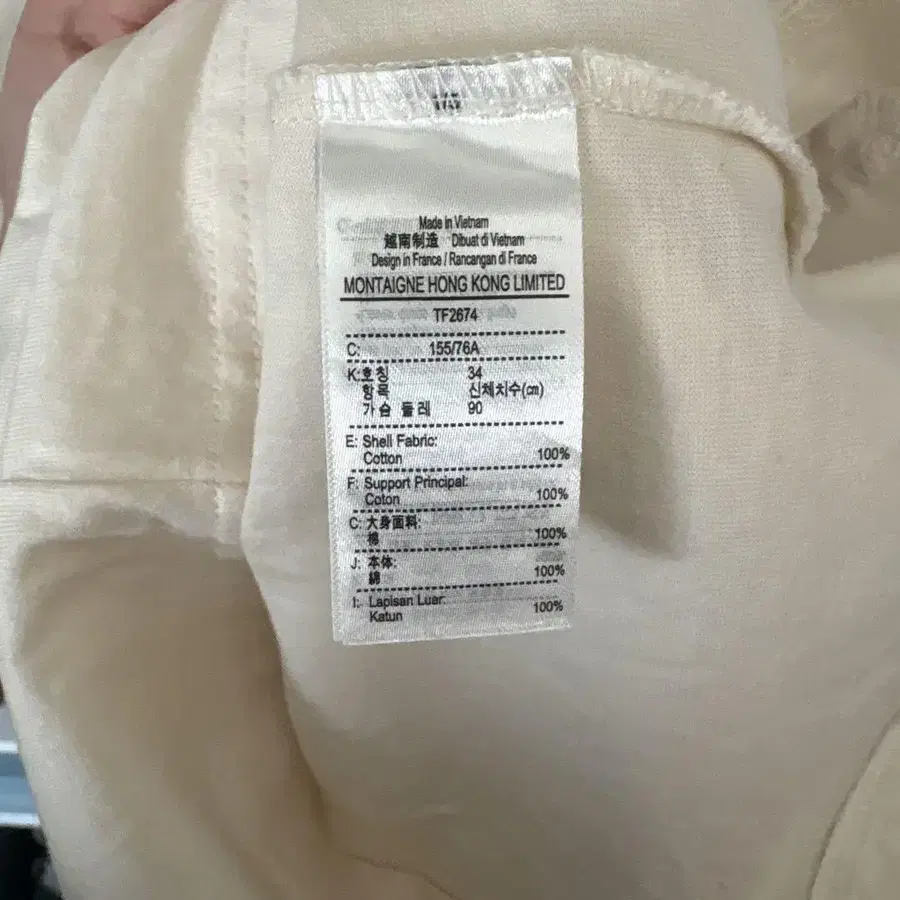 Made in Vietnam
越南制造 Dibuat di Vietnam
Design in France / Rancangan di France
MONTAIGNE HONG KONG LIMITED
TF2674
C: 155/76A
K: 호칭 34
항목 신체치수(cm)
가슴 둘레 90
E: Shell Fabric:
Cotton 100%
F: Support Principal:
Coton 100%
C: 大身面料:
棉 100%
J: 本体:
綿 100%
I: Lapisan Luar:
Katun 100%